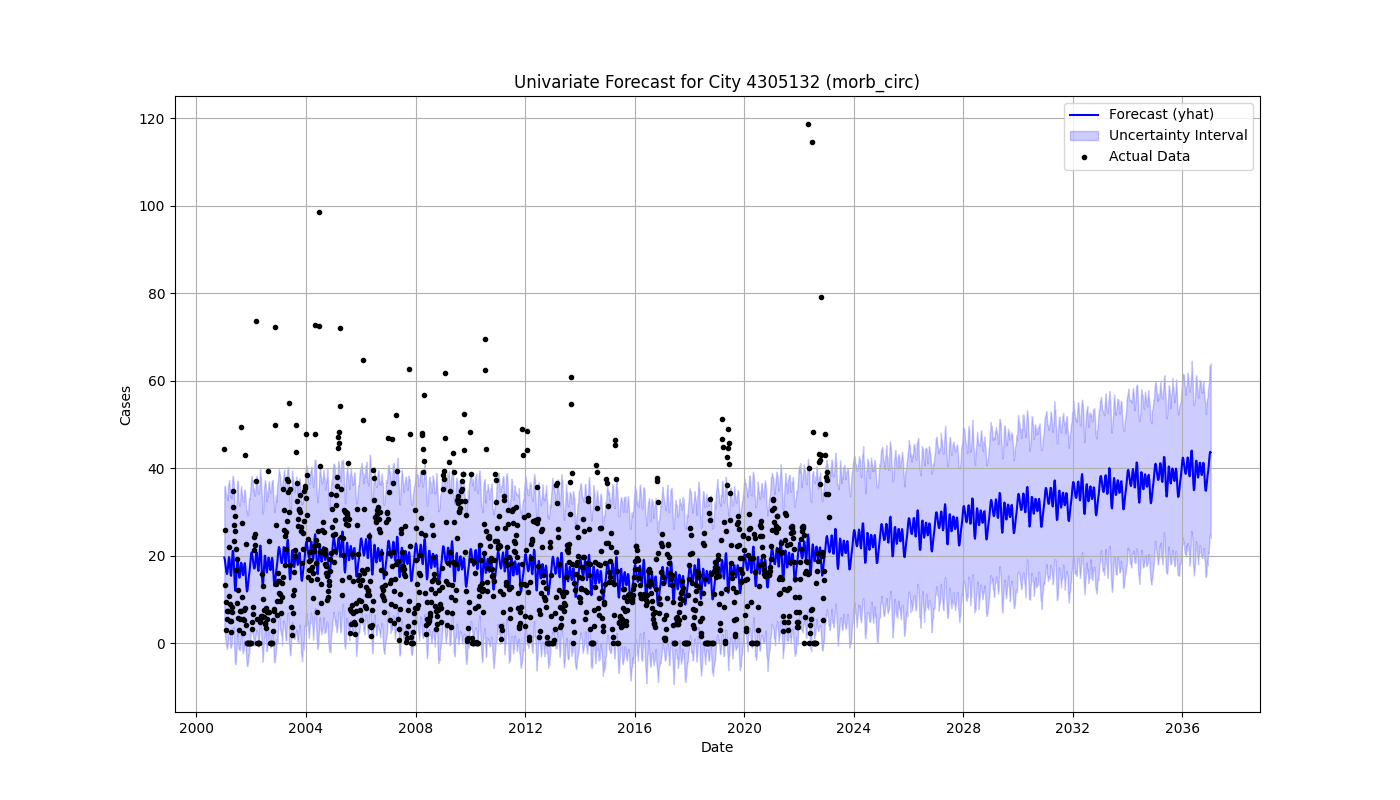 Univariate Forecast for City 4305132 (morb_circ)
Forecast (yhat)
Uncertainty Interval
Actual Data
Cases
120
100
80
60
40
20
0
2000 2004 2008 2012 2016 2020 2024 2028 2032 2036
Date